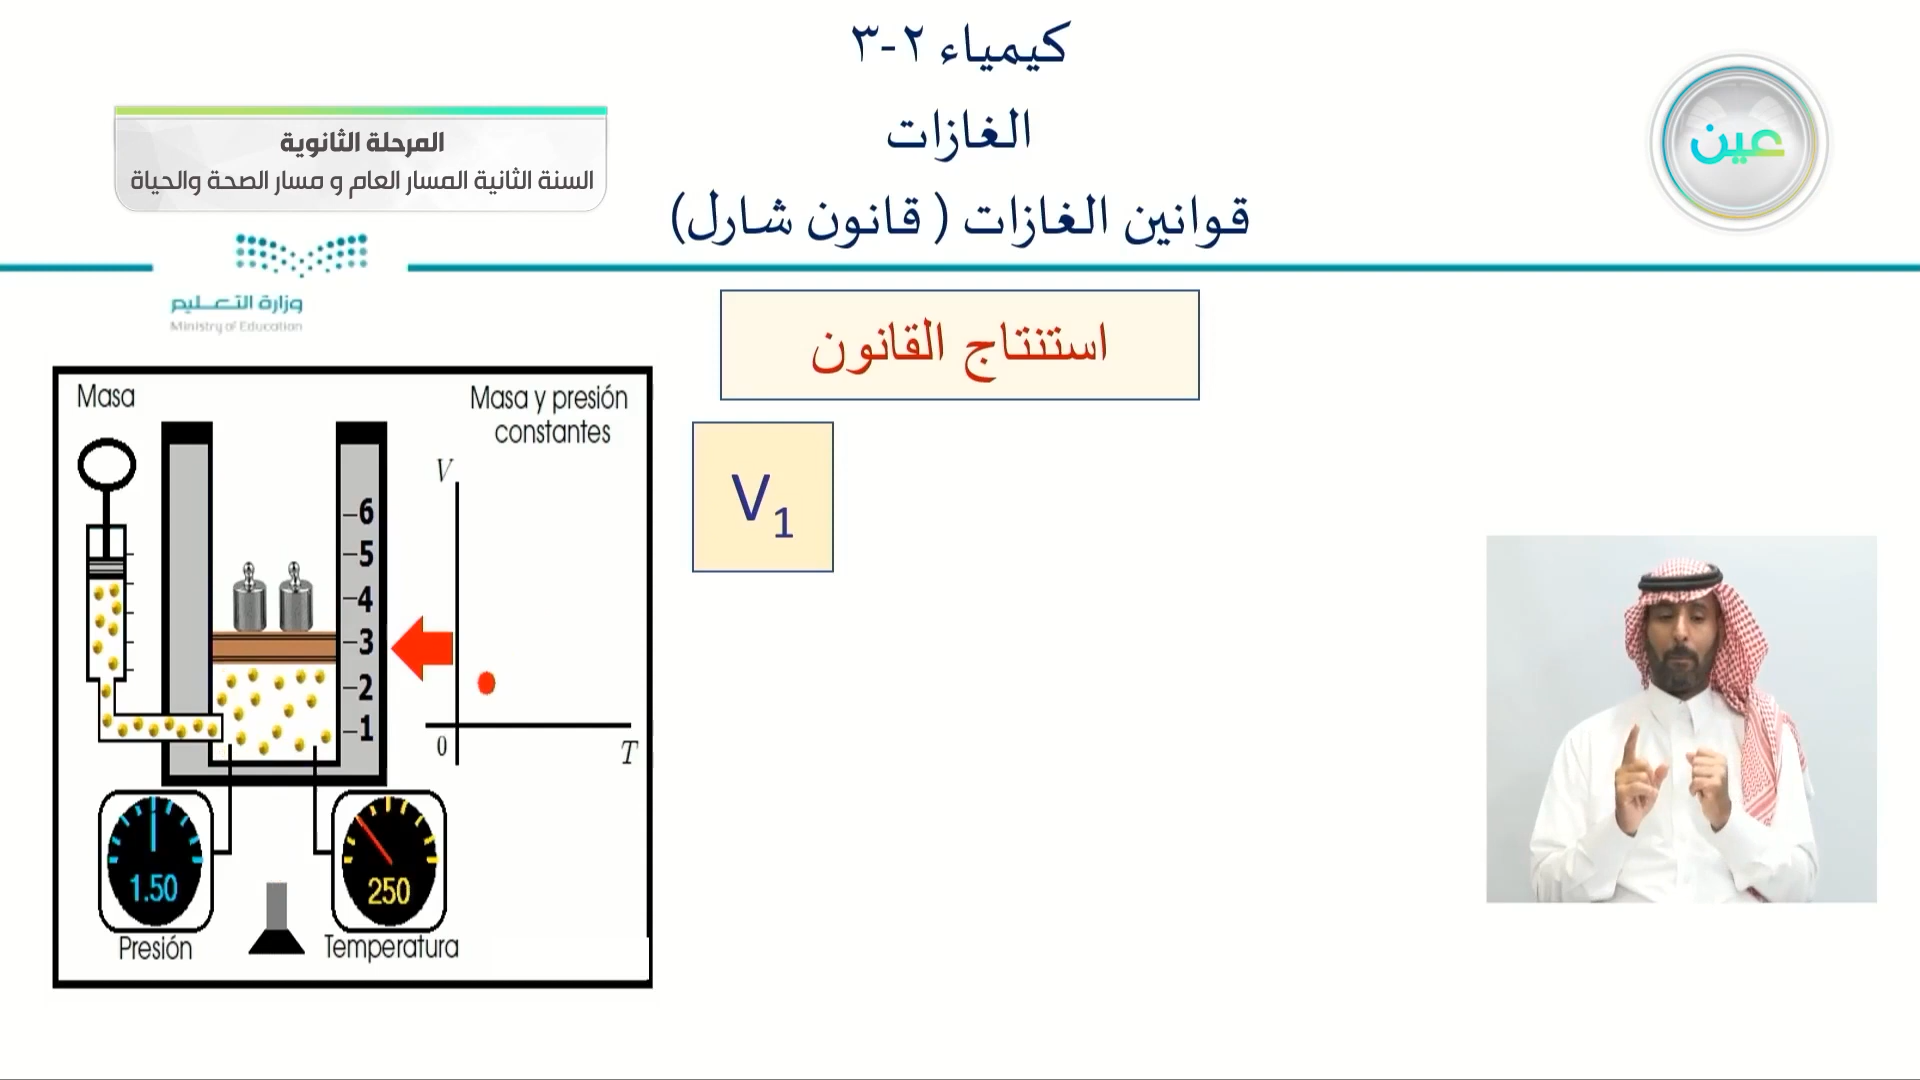 كيمياء ٢-٣
الغازات
قوانين الغازات ( قانون شارل)
المرحلة الثانوية
السنة الثانية المسار العام و مسار الصحة والحياة
عين
وزارة التعليم
Ministry of Education
استنتاج القانون
V₁
Masa
Masa y presión
constantes
V
6
5
4
3
2
1
0
T
1.50
250
Presión
Temperatura